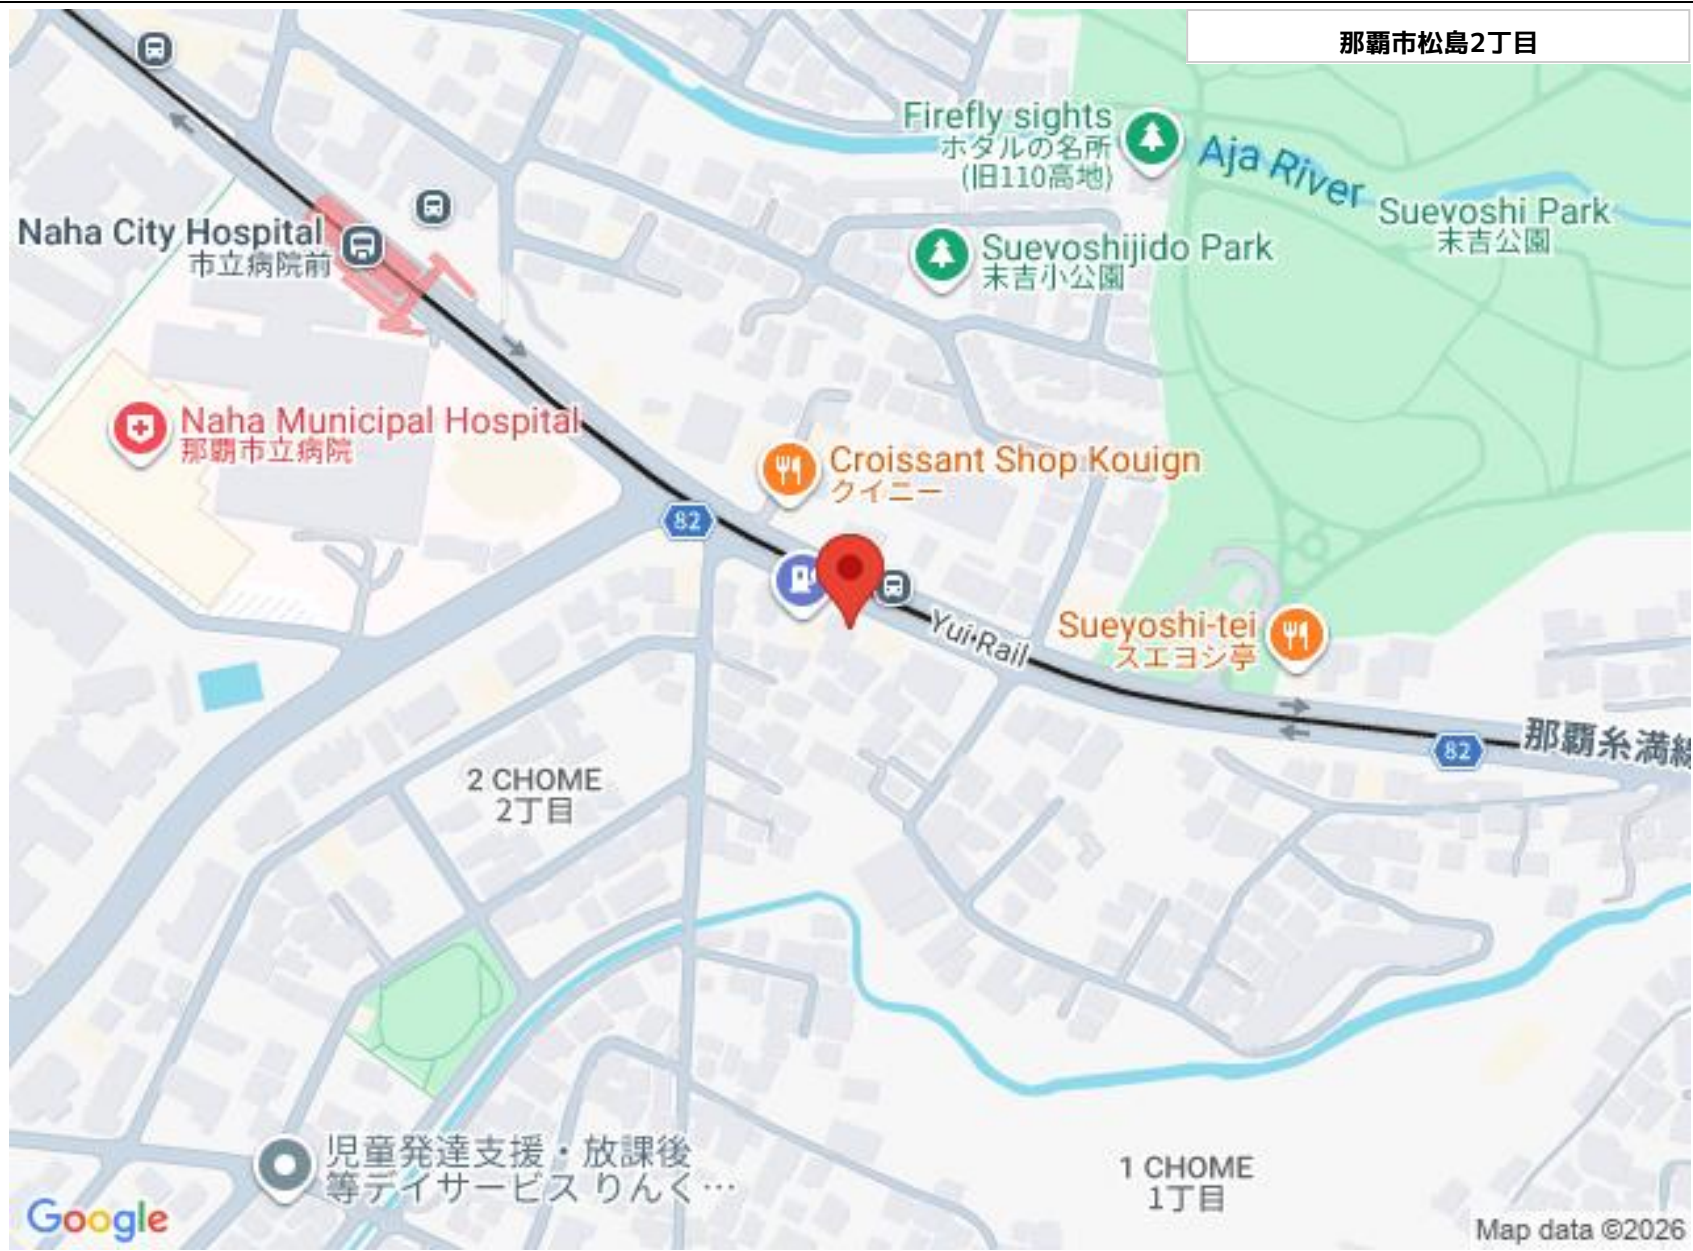 那覇市松島2丁目
Firefly sights
ホタルの名所
(旧110高地)
Aja River
Sueyoshi Park
末吉公園
Naha City Hospital
市立病院前
Sueyoshijido Park
末吉小公園
Naha Municipal Hospital
那覇市立病院
Croissant Shop Kouign
クイニー
82
Yui Rail
Sueyoshi-tei
スエヨシ亭
那覇糸満線
82
2 CHOME
2丁目
児童発達支援・放課後
等デイサービス りんく…
1 CHOME
1丁目
Google
Map data ©2026